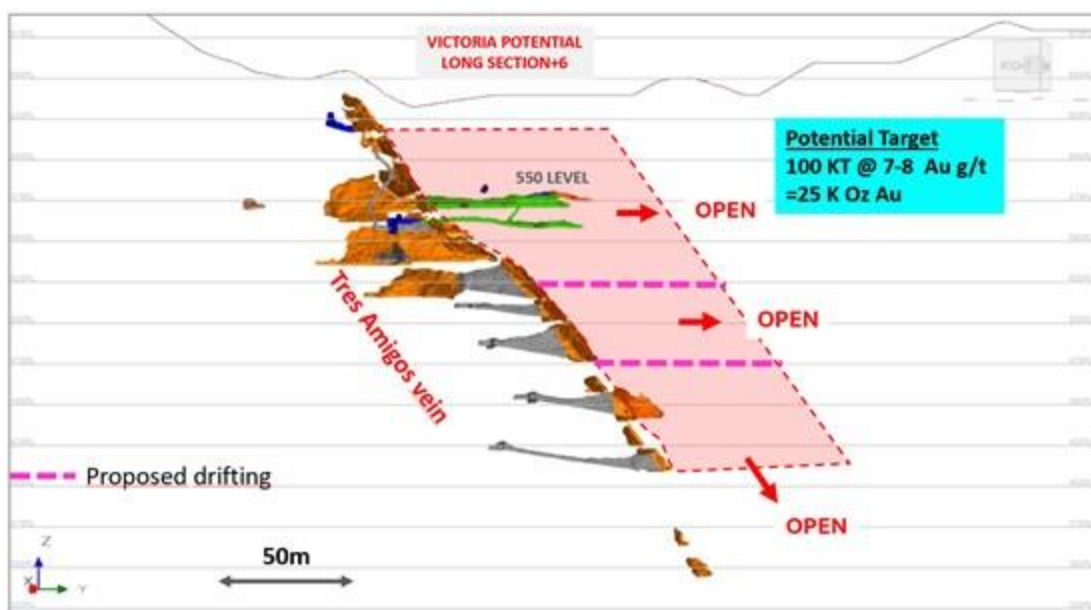 VICTORIA POTENTIAL
LONG SECTION+6
Potential Target
100 KT @ 7-8 Au g/t
=25 K Oz Au
550 LEVEL
OPEN
OPEN
Tres Amigos vein
Proposed drifting
OPEN
50m
Z
X
Y